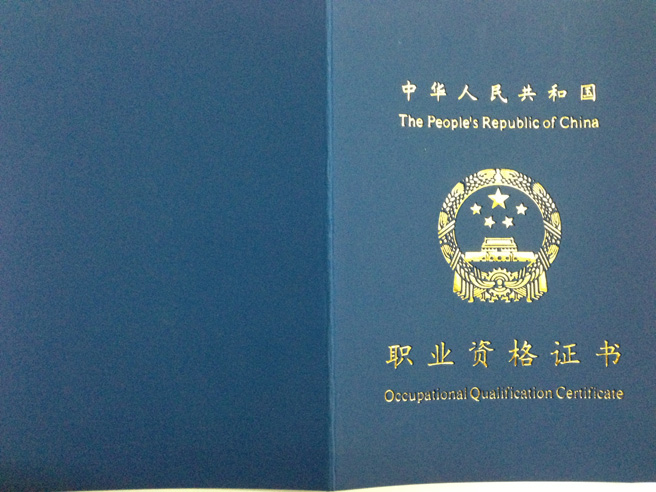 中华人民共和国
The People's Republic of China
职业资格证书
Occupational Qualification Certificate